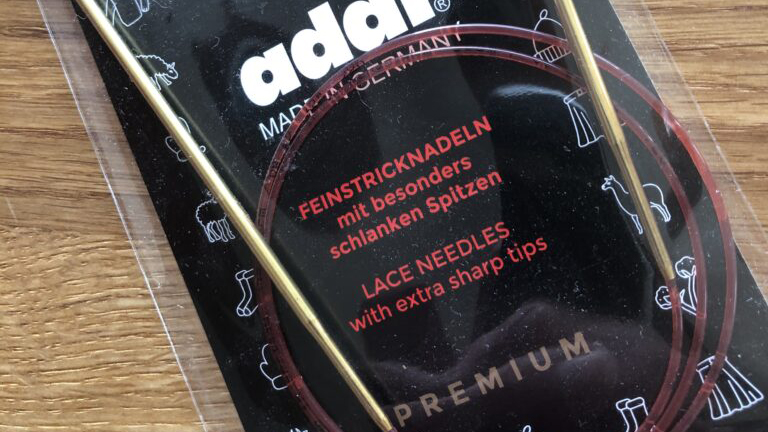 addi®
MADE IN GERMANY
FEINSTRICKNADELN
mit besonders
schlanken Spitzen
LACE NEEDLES
with extra sharp tips
PREMIUM